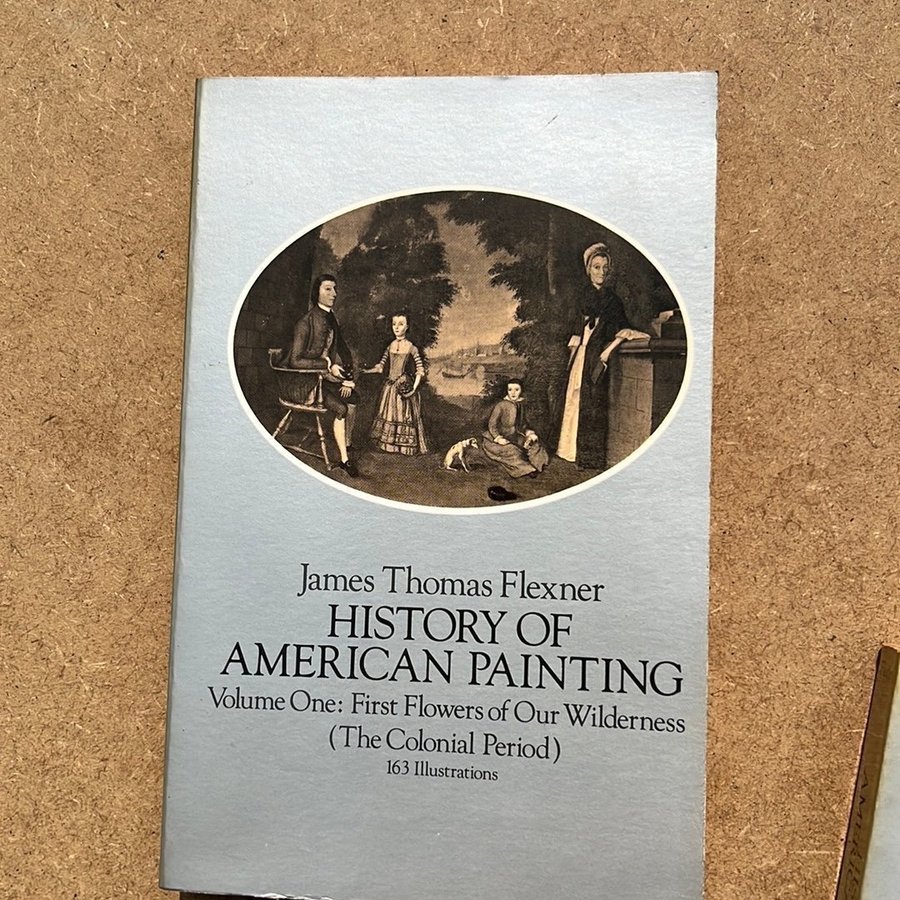 James Thomas Flexner
HISTORY OF
AMERICAN PAINTING
Volume One: First Flowers of Our Wilderness
(The Colonial Period)
163 Illustrations